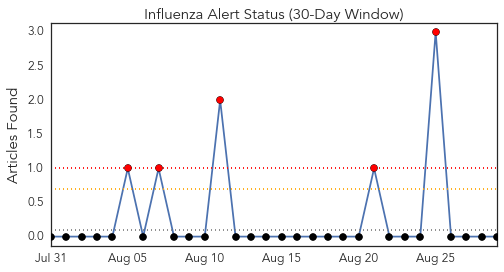 Influenza Alert Status (30-Day Window)
Articles Found
3.0
2.5
2.0
1.5
1.0
0.5
0.0
Jul 31 Aug 05 Aug 10 Aug 15 Aug 20 Aug 25